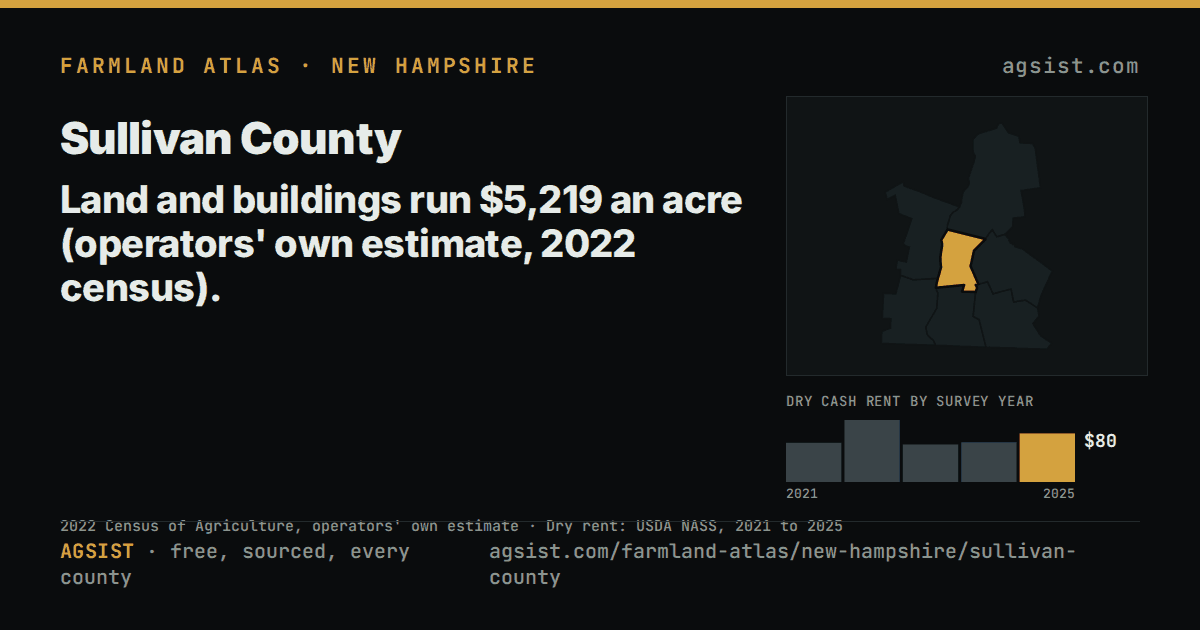 FARMLAND ATLAS · NEW HAMPSHIRE
agsist.com
Sullivan County
Land and buildings run $5,219 an acre
(operators' own estimate, 2022
census).
DRY CASH RENT BY SURVEY YEAR
$80
2021
2025
2022 Census of Agriculture, operators' own estimate · Dry rent: USDA NASS, 2021 to 2025
AGSIST · free, sourced, every
county
agsist.com/farmland-atlas/new-hampshire/sullivan-
county